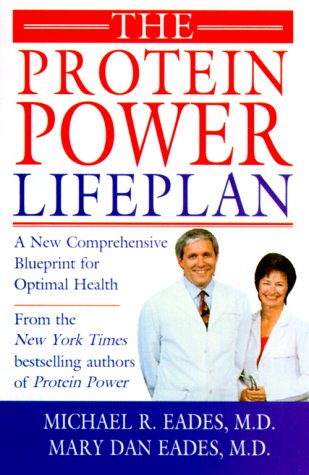 THE
PROTEIN
POWER
LIFEPLAN
A New Comprehensive
Blueprint for
Optimal Health
From the
New York Times
bestselling authors
of Protein Power
MICHAEL R. EADES, M.D.
MARY DAN EADES, M.D.